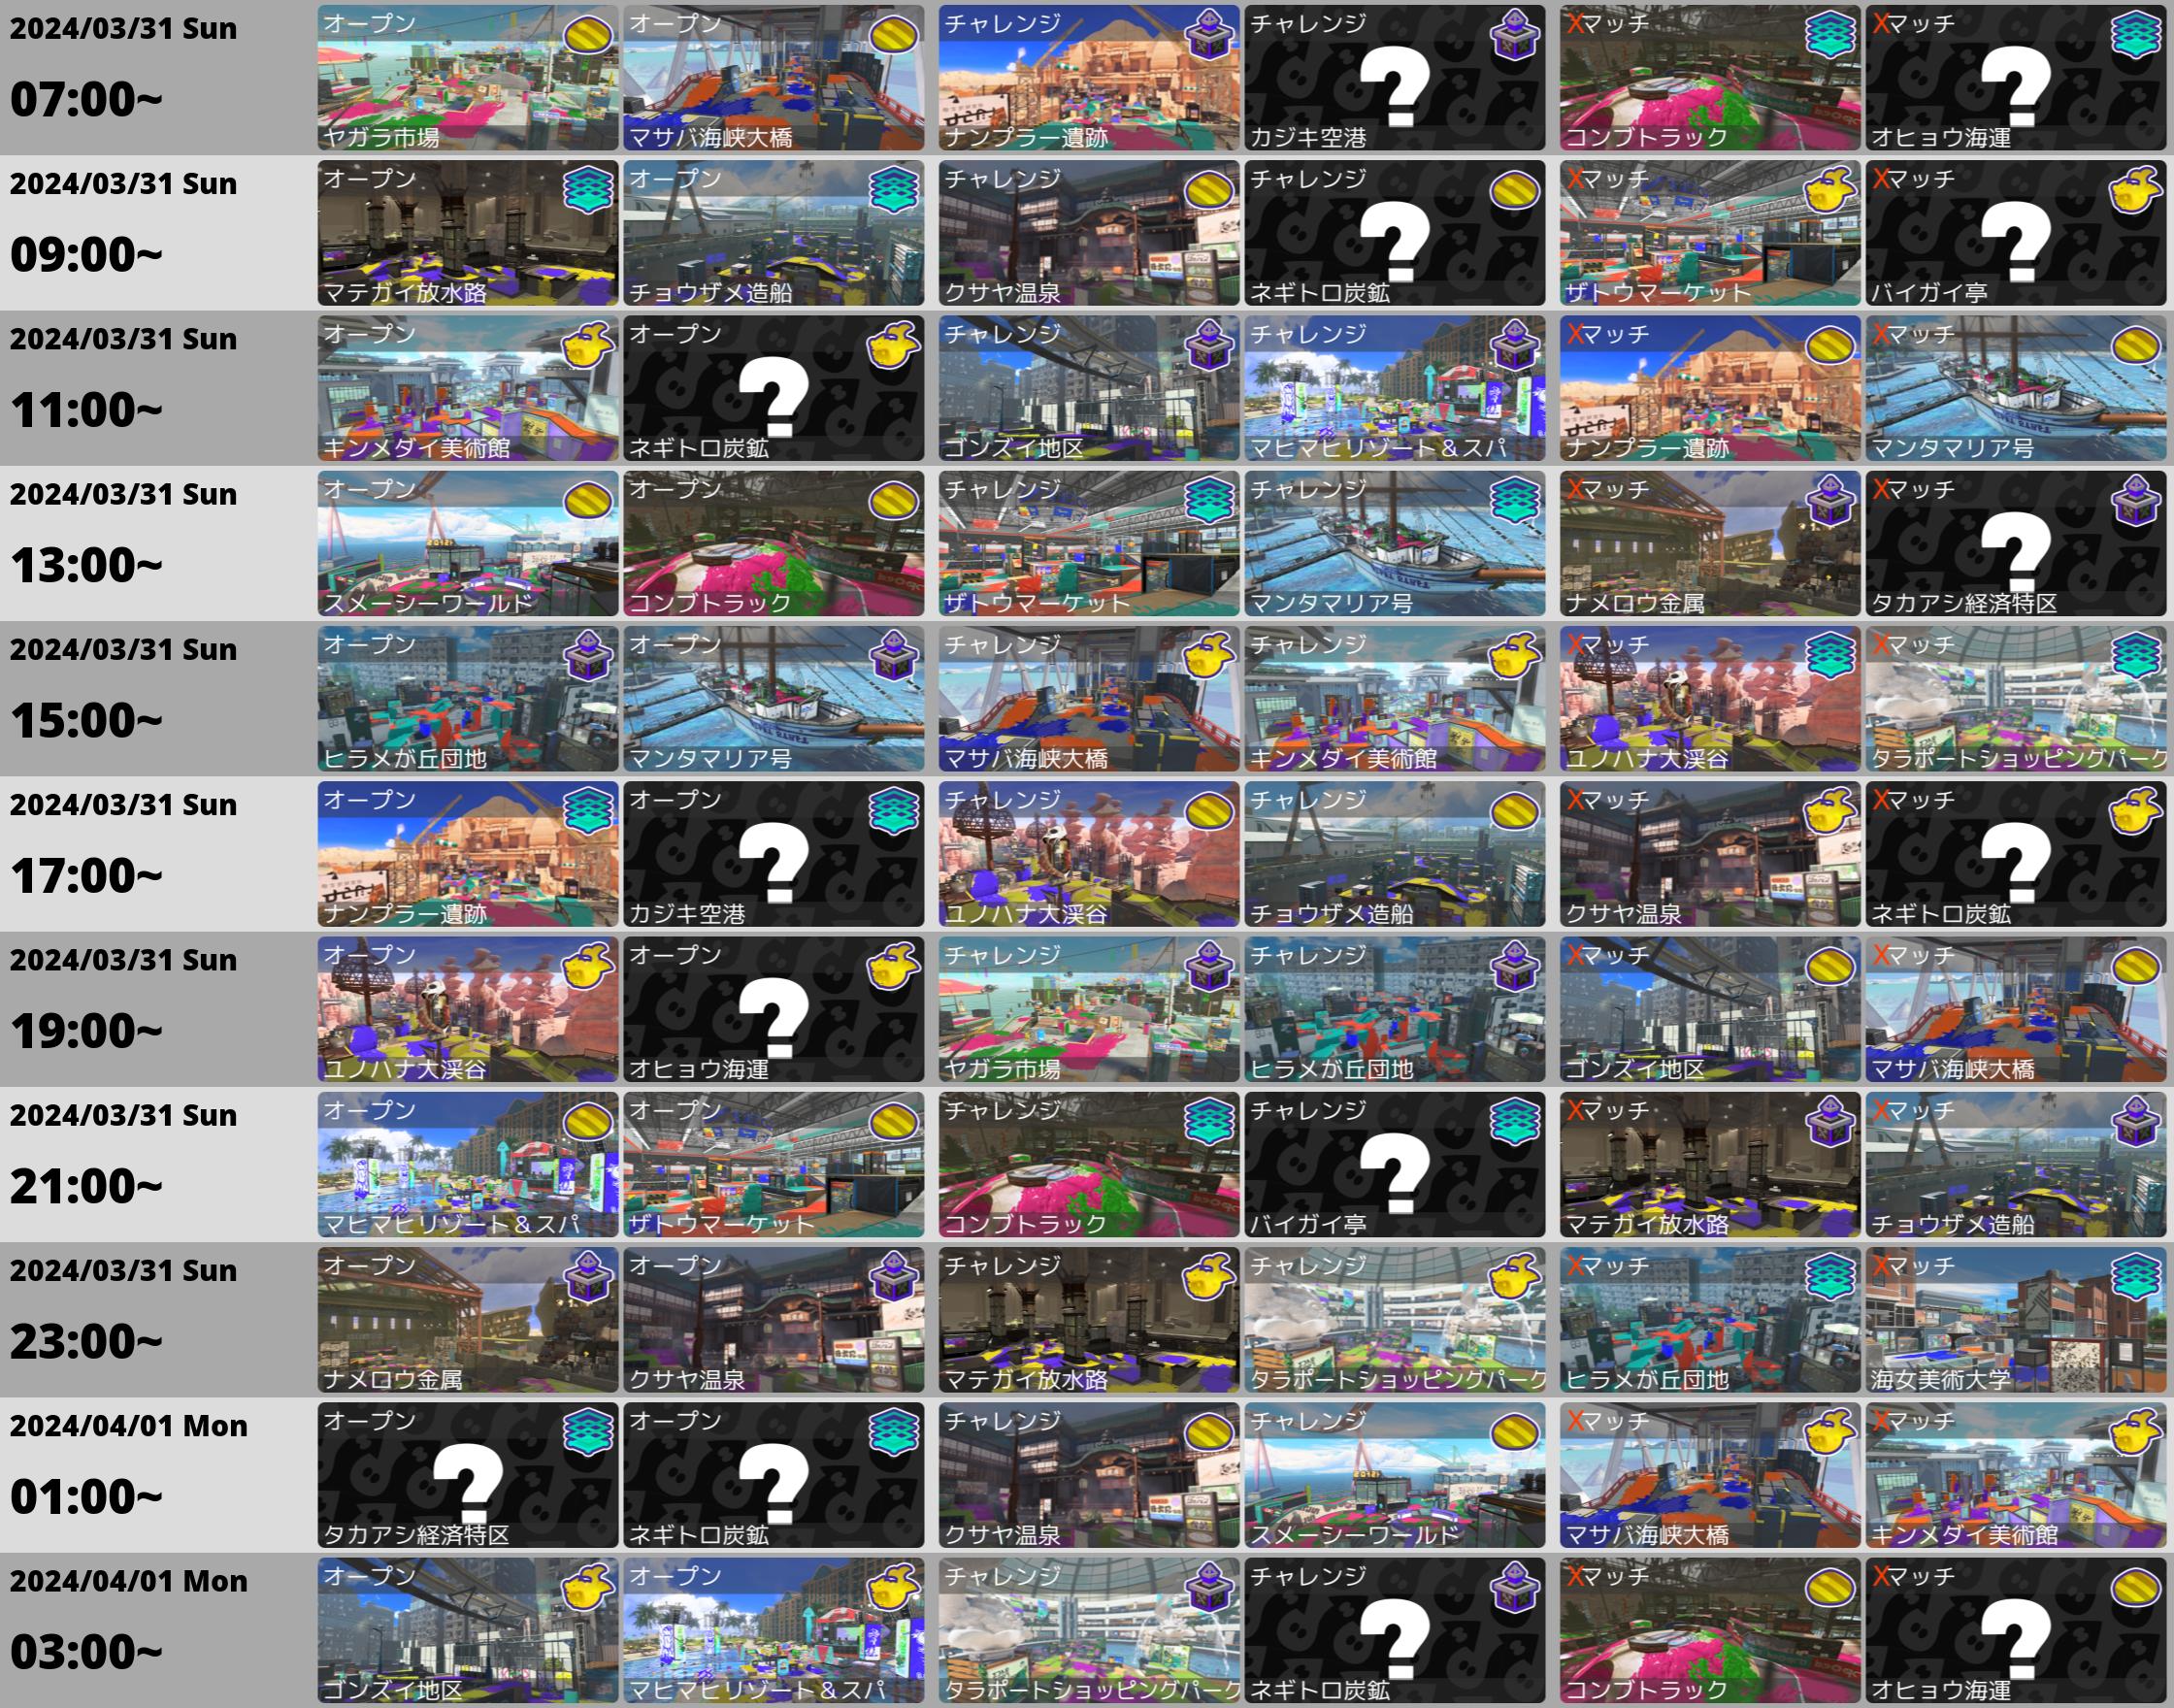 2024/03/31 Sun
07:00~
オープン
ヤガラ市場
オープン
マサバ海峡大橋
チャレンジ
ナンプラー遺跡
チャレンジ
?
カジキ空港
Xマッチ
コンブトラック
Xマッチ
?
オヒョウ海運
2024/03/31 Sun
09:00~
オープン
マテガイ放水路
オープン
チョウザメ造船
チャレンジ
クサヤ温泉
チャレンジ
?
ネギトロ炭鉱
Xマッチ
ザトウマーケット
Xマッチ
?
バイガイ亭
2024/03/31 Sun
11:00~
オープン
キンメダイ美術館
オープン
?
ネギトロ炭鉱
チャレンジ
ゴンズイ地区
チャレンジ
マヒマヒリゾート&スパ
Xマッチ
ナンプラー遺跡
Xマッチ
マンタマリア号
2024/03/31 Sun
13:00~
オープン
スメーシーワールド
オープン
コンブトラック
チャレンジ
ザトウマーケット
チャレンジ
マンタマリア号
Xマッチ
ナメロウ金属
Xマッチ
?
タカアシ経済特区
2024/03/31 Sun
15:00~
オープン
ヒラメが丘団地
オープン
マンタマリア号
チャレンジ
マサバ海峡大橋
チャレンジ
キンメダイ美術館
Xマッチ
ユノハナ大渓谷
Xマッチ
タラポートショッピングパーク
2024/03/31 Sun
17:00~
オープン
ナンプラー遺跡
オープン
?
カジキ空港
チャレンジ
ユノハナ大渓谷
チャレンジ
チョウザメ造船
Xマッチ
クサヤ温泉
Xマッチ
?
ネギトロ炭鉱
2024/03/31 Sun
19:00~
オープン
ユノハナ大渓谷
オープン
?
オヒョウ海運
チャレンジ
ヤガラ市場
チャレンジ
ヒラメが丘団地
Xマッチ
ゴンズイ地区
Xマッチ
マサバ海峡大橋
2024/03/31 Sun
21:00~
オープン
マヒマヒリゾート&スパ
オープン
ザトウマーケット
チャレンジ
コンブトラック
チャレンジ
?
バイガイ亭
Xマッチ
マテガイ放水路
Xマッチ
チョウザメ造船
2024/03/31 Sun
23:00~
オープン
ナメロウ金属
オープン
クサヤ温泉
チャレンジ
マテガイ放水路
チャレンジ
タラポートショッピングパーク
Xマッチ
ヒラメが丘団地
Xマッチ
海女美術大学
2024/04/01 Mon
01:00~
オープン
?
タカアシ経済特区
オープン
?
ネギトロ炭鉱
チャレンジ
クサヤ温泉
チャレンジ
スメーシーワールド
Xマッチ
マサバ海峡大橋
Xマッチ
キンメダイ美術館
2024/04/01 Mon
03:00~
オープン
ゴンズイ地区
オープン
マヒマヒリゾート&スパ
チャレンジ
タラポートショッピングパーク
チャレンジ
?
ネギトロ炭鉱
Xマッチ
コンブトラック
Xマッチ
?
オヒョウ海運